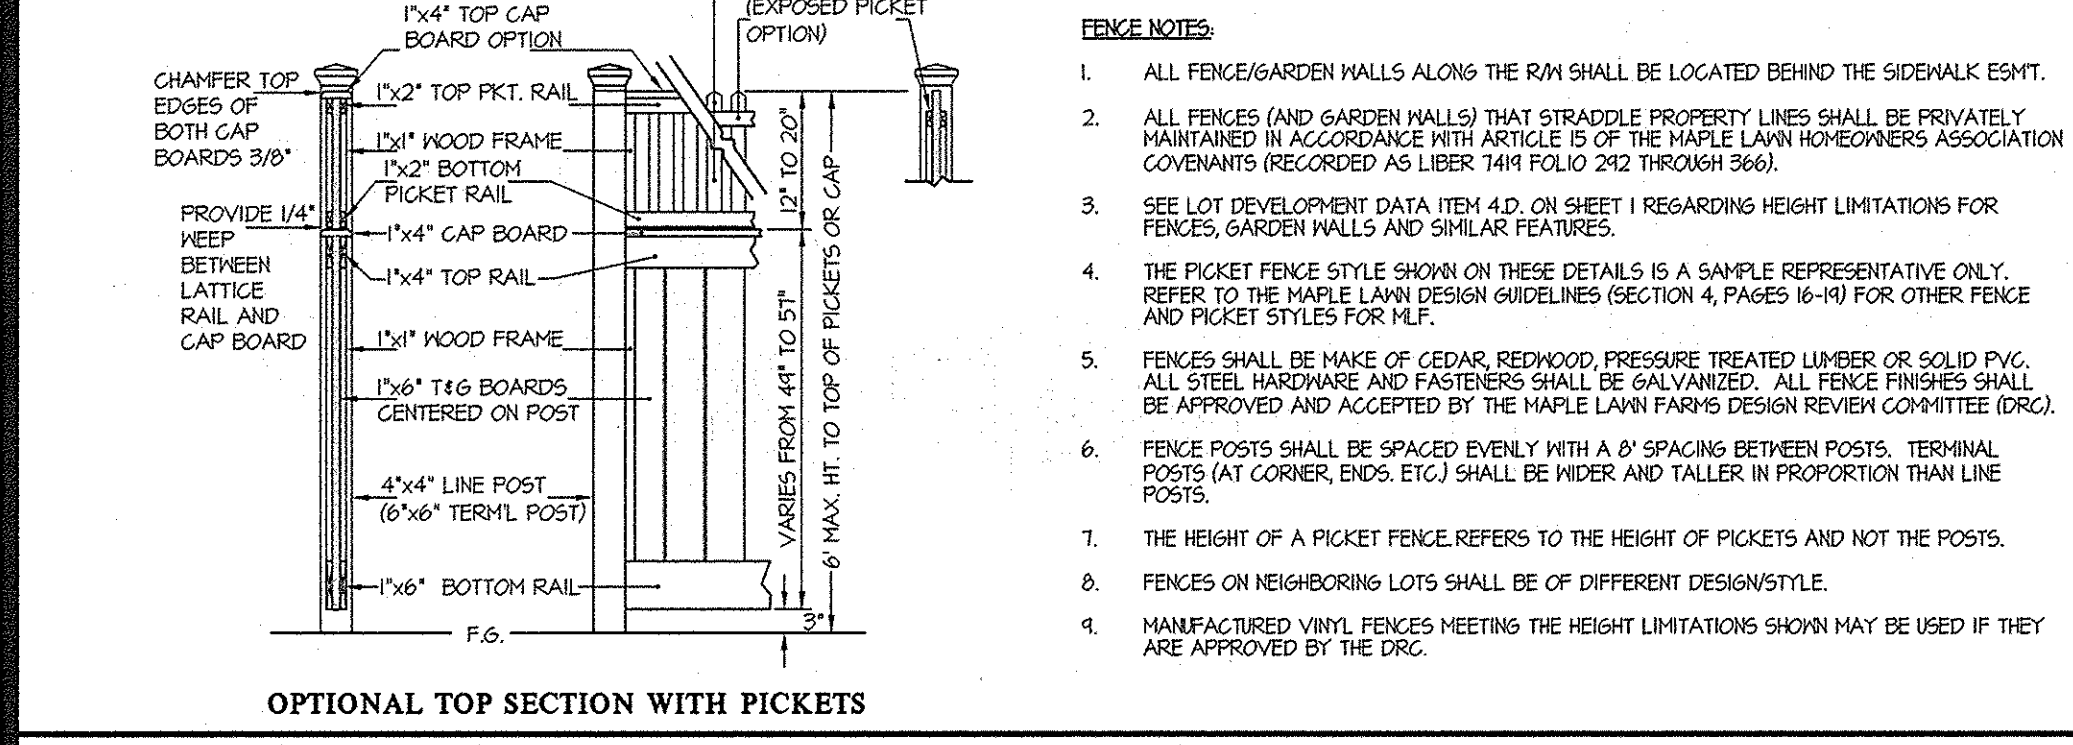 1"x4" TOP CAP
BOARD OPTION
(EXPOSED PICKET
OPTION)
CHAMFER TOP
EDGES OF
BOTH CAP
BOARDS 3/8"
1"x2" TOP PKT. RAIL
1"x1" WOOD FRAME
1"x2" BOTTOM
PICKET RAIL
PROVIDE 1/4"
WEEP
BETWEEN
LATTICE
RAIL AND
CAP BOARD
1"x4" CAP BOARD
1"x4" TOP RAIL
1"x1" WOOD FRAME
1"x6" T&G BOARDS
CENTERED ON POST
4"x4" LINE POST
(6"x6" TERM'L POST)
1"x6" BOTTOM RAIL
F.G.
12" TO 20"
VARIES FROM 49" TO 57"
6' MAX. HT. TO TOP OF PICKETS OR CAP
3"
OPTIONAL TOP SECTION WITH PICKETS
FENCE NOTES:
1. ALL FENCE/GARDEN WALLS ALONG THE R/W SHALL BE LOCATED BEHIND THE SIDEWALK ESM'T.
2. ALL FENCES (AND GARDEN WALLS) THAT STRADDLE PROPERTY LINES SHALL BE PRIVATELY
MAINTAINED IN ACCORDANCE WITH ARTICLE 15 OF THE MAPLE LAWN HOMEOWNERS ASSOCIATION
COVENANTS (RECORDED AS LIBER 7419 FOLIO 292 THROUGH 366).
3. SEE LOT DEVELOPMENT DATA ITEM 4.D. ON SHEET 1 REGARDING HEIGHT LIMITATIONS FOR
FENCES, GARDEN WALLS AND SIMILAR FEATURES.
4. THE PICKET FENCE STYLE SHOWN ON THESE DETAILS IS A SAMPLE REPRESENTATIVE ONLY.
REFER TO THE MAPLE LAWN DESIGN GUIDELINES (SECTION 4, PAGES 16-19) FOR OTHER FENCE
AND PICKET STYLES FOR MLF.
5. FENCES SHALL BE MAKE OF CEDAR, REDWOOD, PRESSURE TREATED LUMBER OR SOLID PVC.
ALL STEEL HARDWARE AND FASTENERS SHALL BE GALVANIZED. ALL FENCE FINISHES SHALL
BE APPROVED AND ACCEPTED BY THE MAPLE LAWN FARMS DESIGN REVIEW COMMITTEE (DRC).
6. FENCE POSTS SHALL BE SPACED EVENLY WITH A 8' SPACING BETWEEN POSTS. TERMINAL
POSTS (AT CORNER, ENDS. ETC.) SHALL BE WIDER AND TALLER IN PROPORTION THAN LINE
POSTS.
7. THE HEIGHT OF A PICKET FENCE REFERS TO THE HEIGHT OF PICKETS AND NOT THE POSTS.
8. FENCES ON NEIGHBORING LOTS SHALL BE OF DIFFERENT DESIGN/STYLE.
9. MANUFACTURED VINYL FENCES MEETING THE HEIGHT LIMITATIONS SHOWN MAY BE USED IF THEY
ARE APPROVED BY THE DRC.